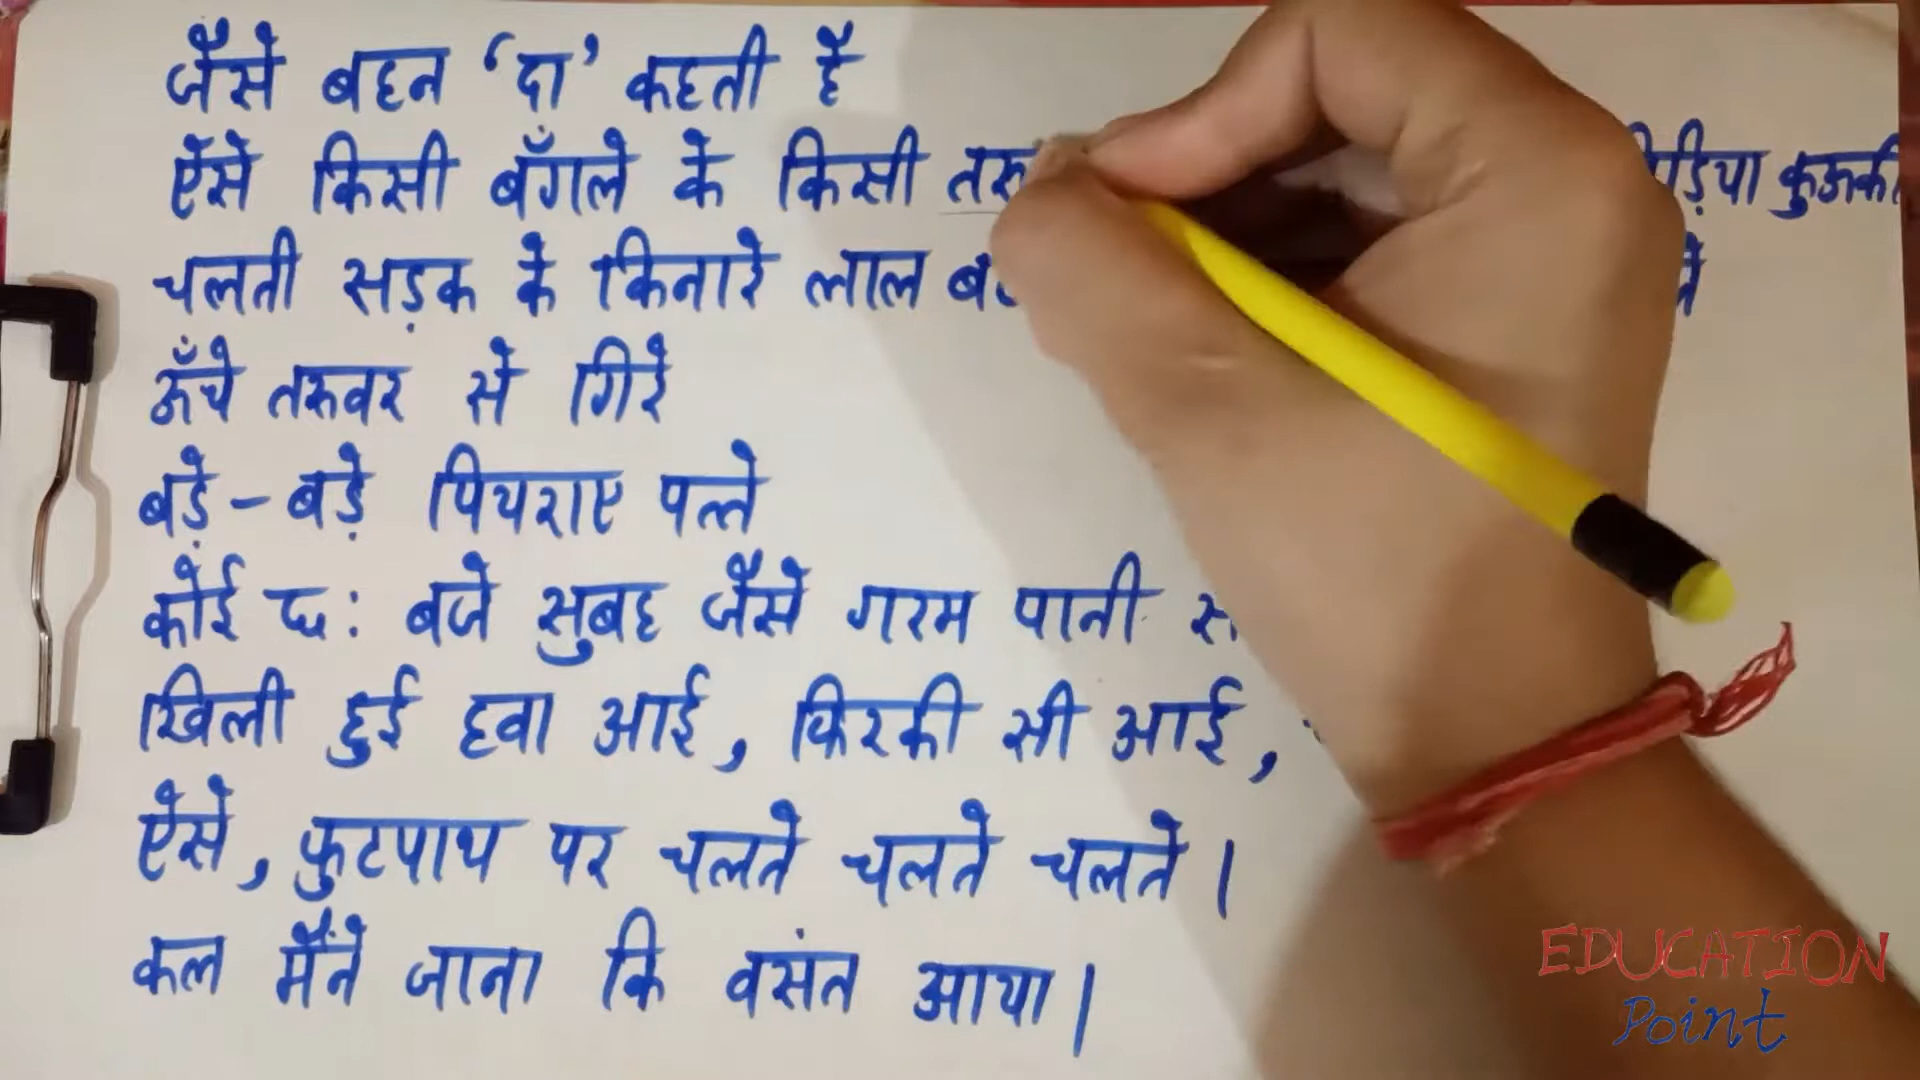 जैसे बहन ‘दा’ कहती है
ऐसे किसी बँगले के किसी कुऊकी
चलती सड़क के किनारे लाल
ऊँचे तरुवर से गिरे
बड़े-बड़े पियराए पत्ते
कोई छः बजे सुबह जैसे गरम पानी
खिली हुई हवा आई, फिरकी सी आई,
ऐसे, फुटपाथ पर चलते चलते चलते।
कल मैंने जाना कि वसंत आया।
EDUCATION
Point